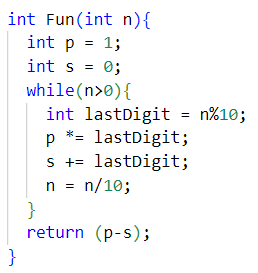 int Fun(int n){
int p = 1;
int s = 0;
while(n>0){
int lastDigit = n%10;
p *= lastDigit;
s += lastDigit;
n = n/10;
}
return (p-s);
}